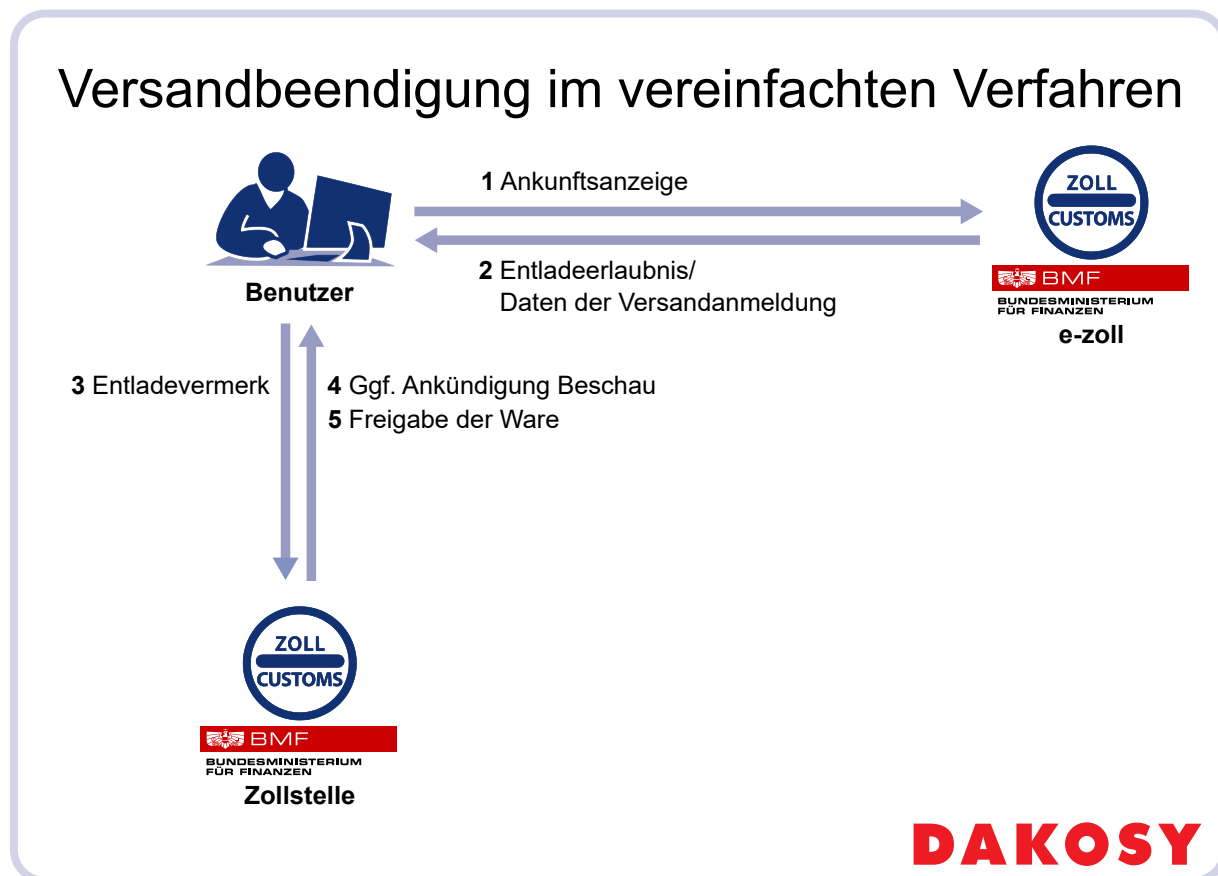 Versandbeendigung im vereinfachten Verfahren
1 Ankunftsanzeige
ZOLL
CUSTOMS
2 Entladeerlaubnis/
Daten der Versandanmeldung
Benutzer
BMF
BUNDESMINISTERIUM
FÜR FINANZEN
e-zoll
3 Entladevermerk
4 Ggf. Ankündigung Beschau
5 Freigabe der Ware
ZOLL
CUSTOMS
BMF
BUNDESMINISTERIUM
FÜR FINANZEN
Zollstelle
DAKOSY